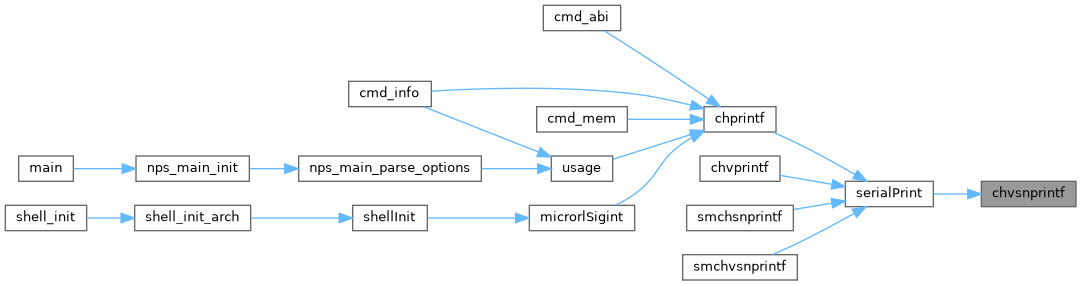 cmd_abi
cmd_info
cmd_mem
chprintf
main
nps_main_init
nps_main_parse_options
usage
chvprintf
serialPrint
chvsnprintf
shell_init
shell_init_arch
shellInit
microrlSigint
smchsnprintf
smchvsnprintf